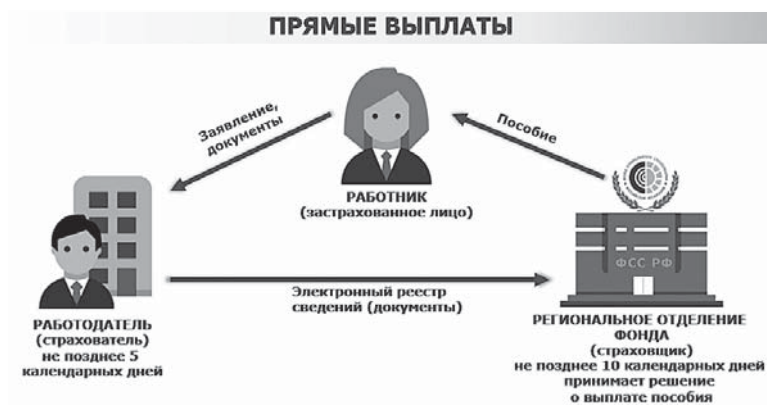 ПРЯМЫЕ ВЫПЛАТЫ
Заявление,
документы
Пособие
РАБОТНИК
(застрахованное лицо)
ФСС РФ
Электронный реестр
сведений (документы)
РАБОТОДАТЕЛЬ
(страхователь)
не позднее 5
календарных дней
РЕГИОНАЛЬНОЕ ОТДЕЛЕНИЕ
ФОНДА
(страховщик)
не позднее 10 календарных дней
принимает решение
о выплате пособия